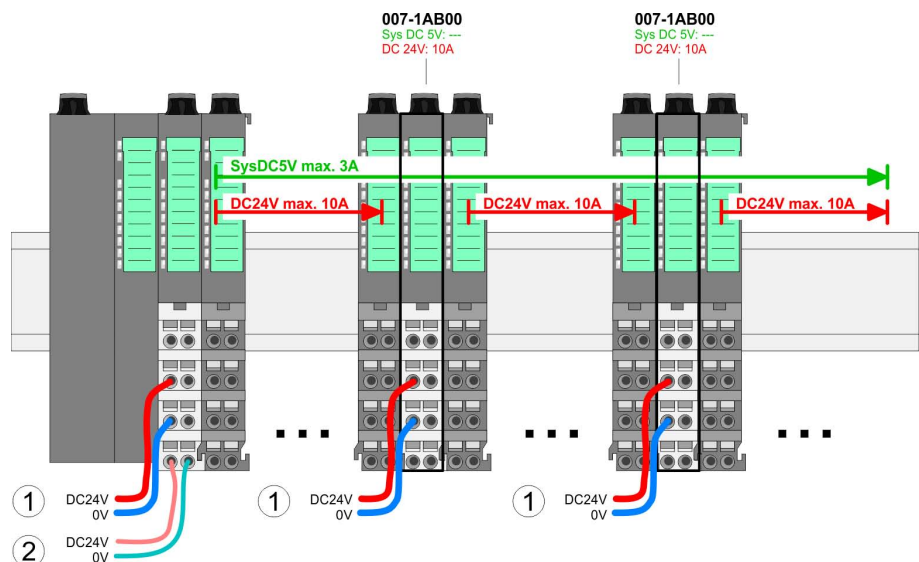 007-1AB00
Sys DC 5V: ---
DC 24V: 10A
007-1AB00
Sys DC 5V: ---
DC 24V: 10A
SysDC5V max. 3A
DC24V max. 10A
DC24V max. 10A
DC24V max. 10A
1
DC24V
0V
1
DC24V
0V
1
DC24V
0V
2
DC24V
0V